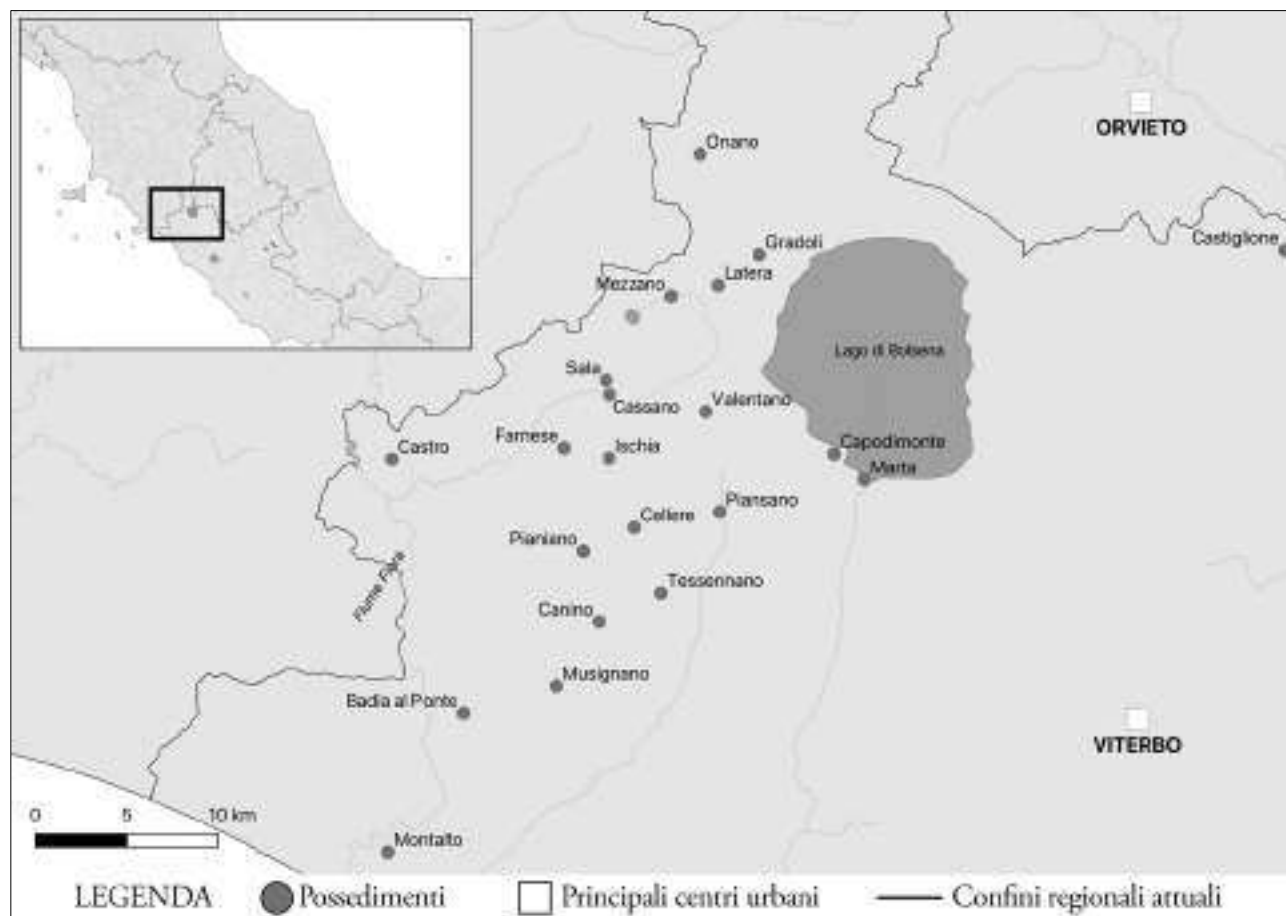 ORVIETO
Onano
Castiglione
Gradoli
Latera
Mezzano
Lago di Bolsena
Sala
Cassano
Valentano
Farnese
Ischia
Castro
Capodimonte
Marta
Piansano
Cellere
Pianiano
Fiume Fiora
Tessennano
Canino
Musignano
Badia al Ponte
VITERBO
0 5 10 km
Montalto
LEGENDA Possedimenti Principali centri urbani Confini regionali attuali